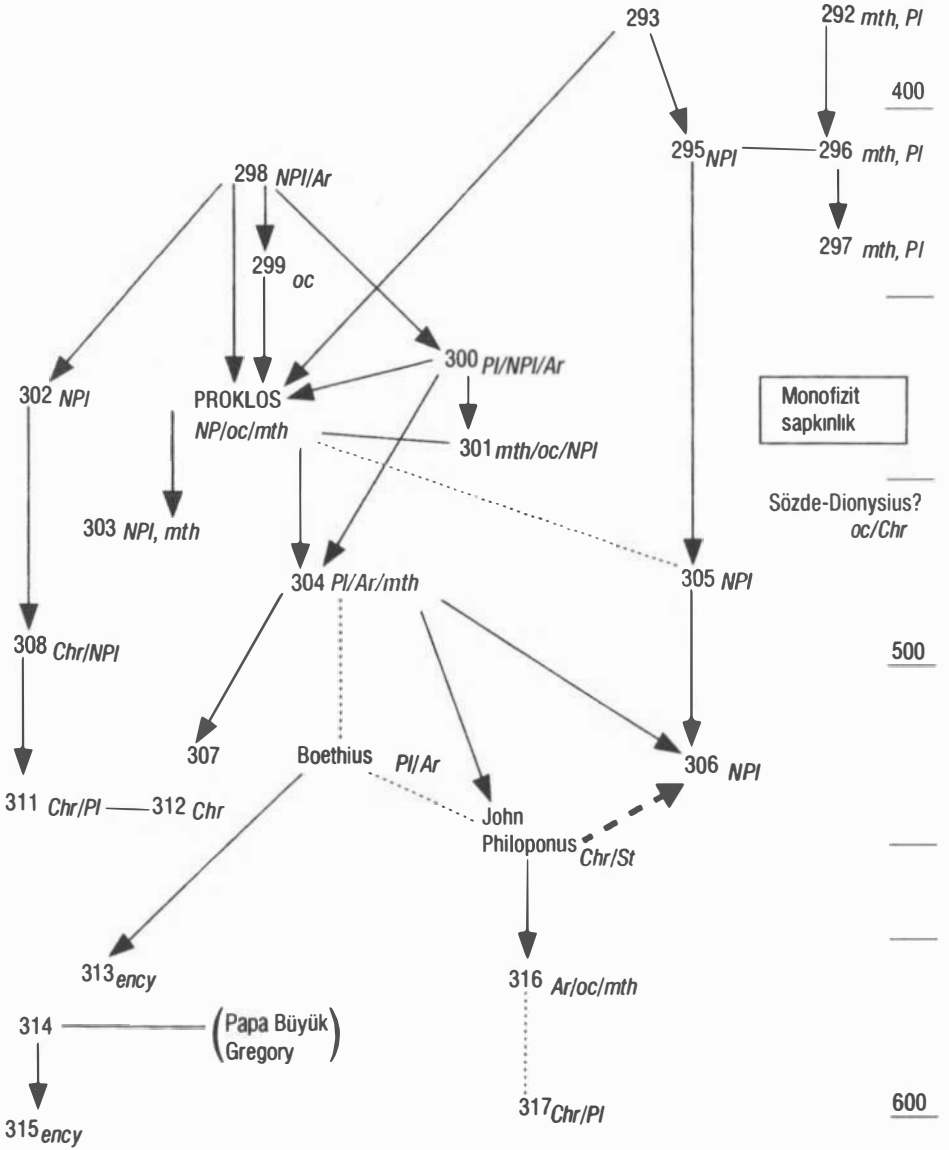 293
292 mth, Pl
400
295 NPl
296 mth, Pl
298 NPl/Ar
297 mth, Pl
299 oc
300 Pl/NPl/Ar
302 NPl
PROKLOS
NP/oc/mth
Monofizit
sapkınlık
301 mth/oc/NPl
Sözde-Dionysius?
oc/Chr
303 NPl, mth
304 Pl/Ar/mth
305 NPl
308 Chr/NPl
500
307
Boethius
Pl/Ar
306 NPl
311 Chr/Pl
312 Chr
John
Philoponus
Chr/St
313 ency
316 Ar/oc/mth
314
(Papa Büyük
Gregory)
317 Chr/Pl
600
315 ency